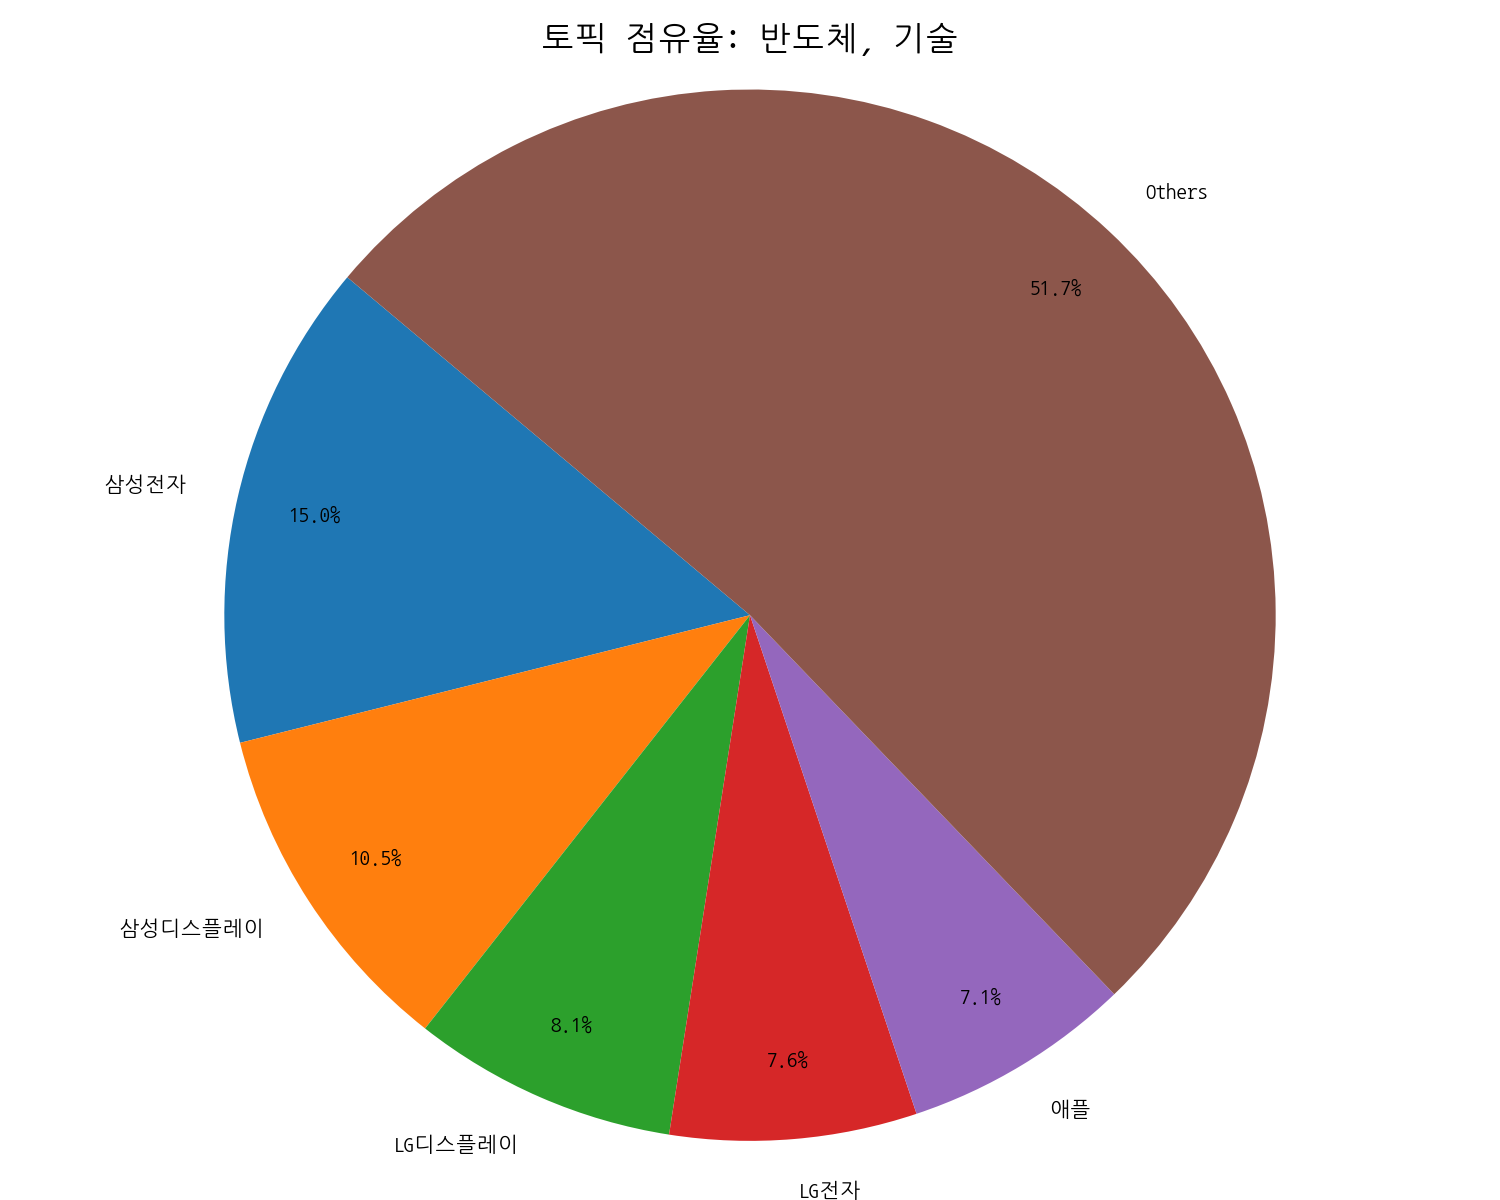 토픽 점유율: 반도체, 기술
Others
51.7%
삼성전자
15.0%
10.5%
삼성디스플레이
7.1%
8.1%
7.6%
애플
LG디스플레이
LG전자